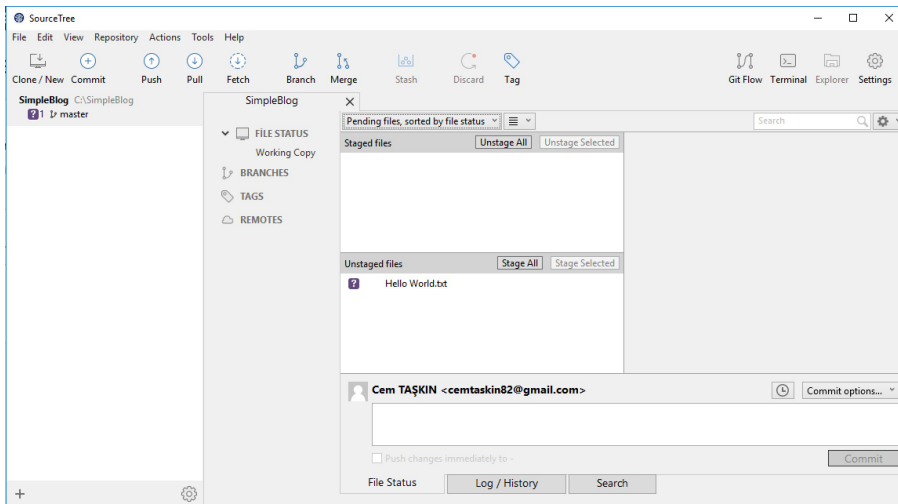 SourceTree
File Edit View Repository Actions Tools Help
Clone / New Commit Push Pull Fetch Branch Merge Stash Discard Tag Git Flow Terminal Explorer Settings
SimpleBlog C:\SimpleBlog
? 1 master
SimpleBlog
FILE STATUS
Working Copy
BRANCHES
TAGS
REMOTES
Pending files, sorted by file status
Search
Staged files Unstage All Unstage Selected
Unstaged files Stage All Stage Selected
? Hello World.txt
Cem TAŞKIN <cemtaskin82@gmail.com>
Commit options...
Push changes immediately to -
Commit
File Status Log / History Search